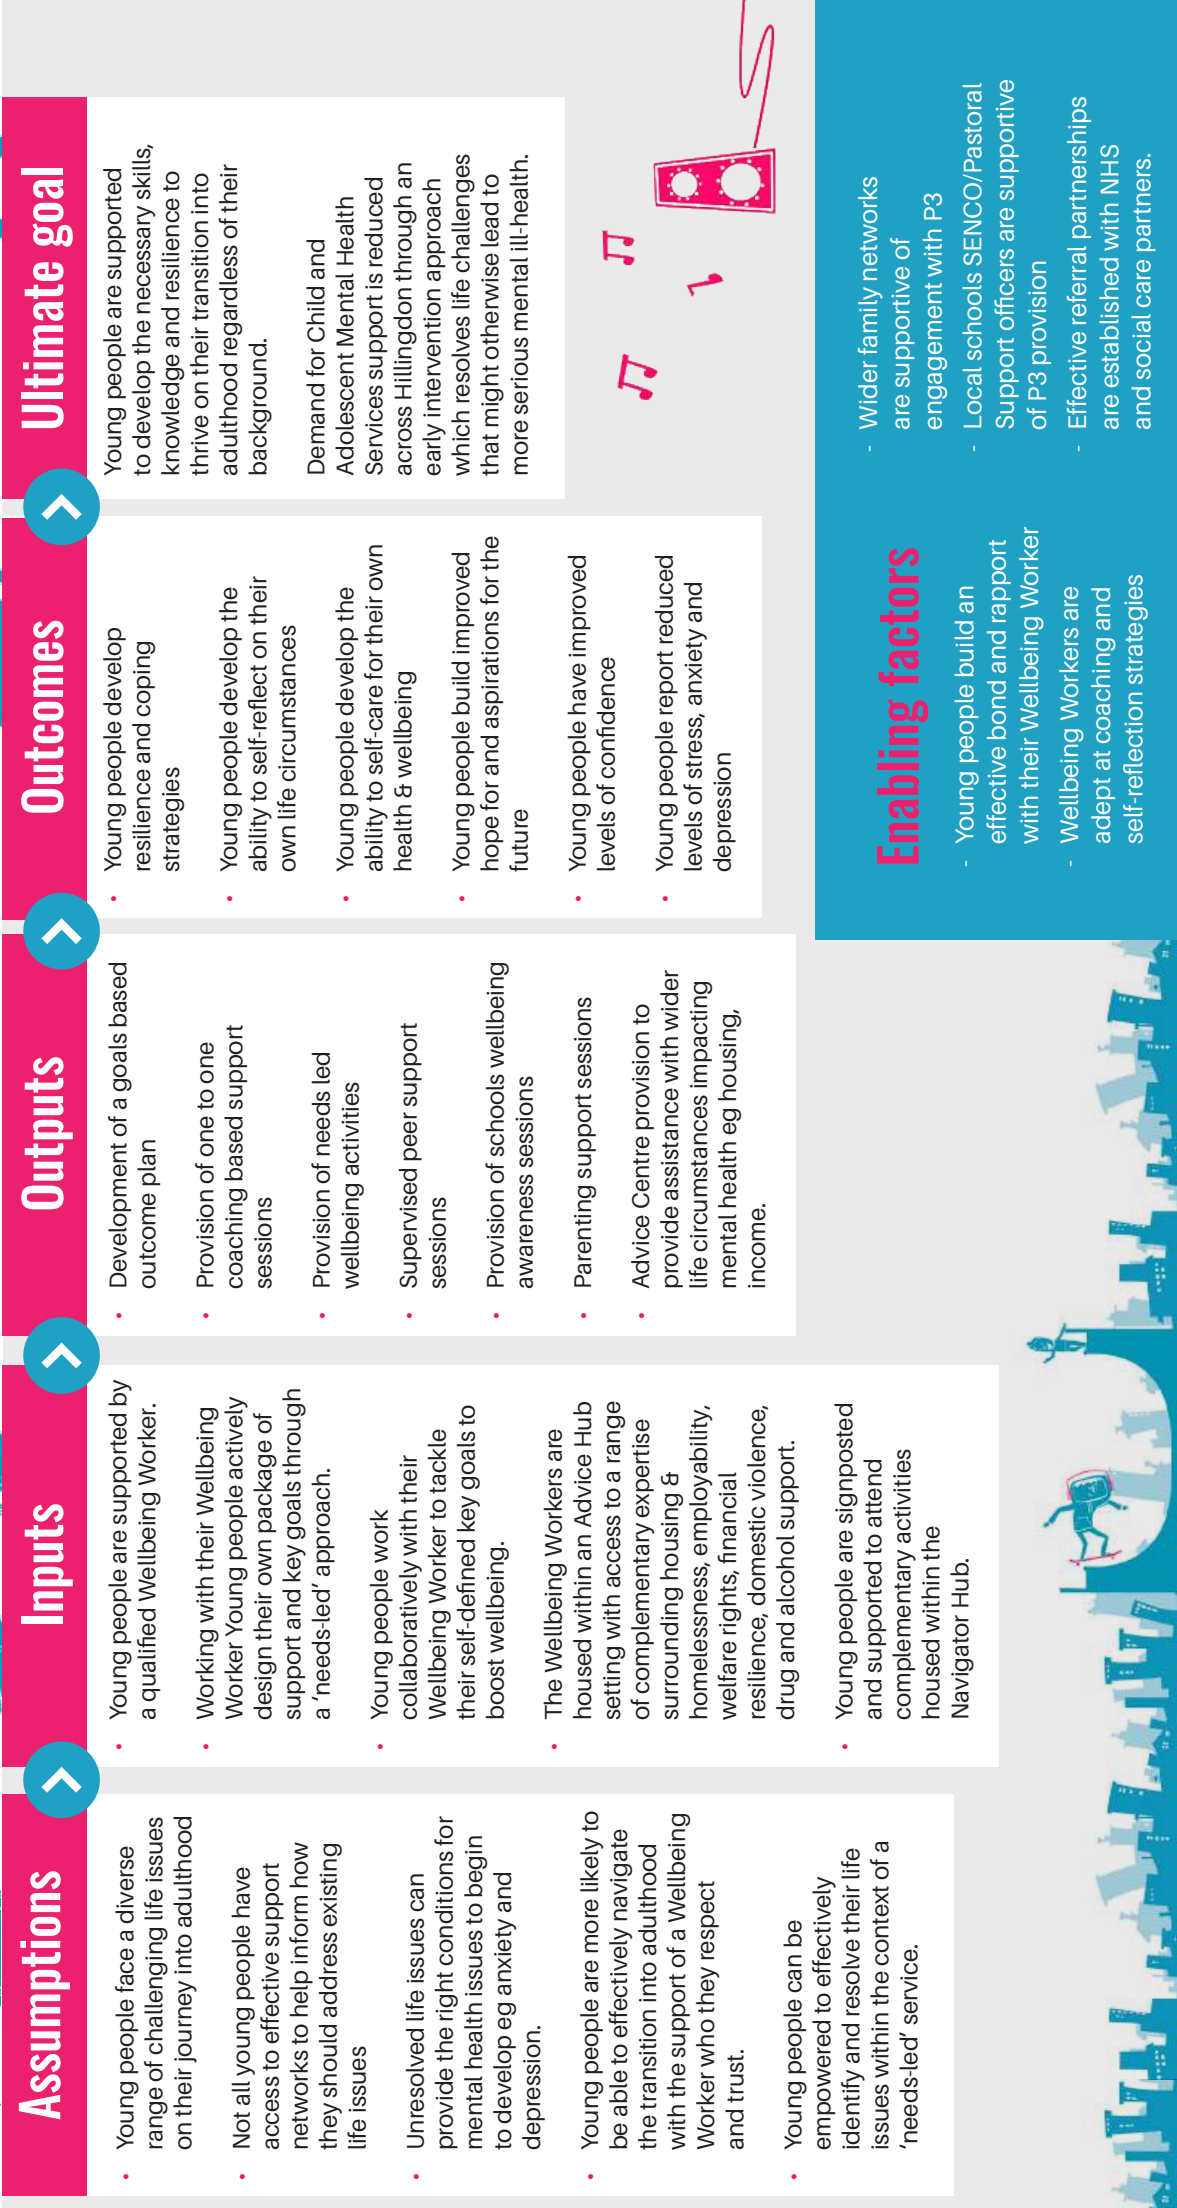 Assumptions
• Young people face a diverse
range of challenging life issues
on their journey into adulthood
• Not all young people have
access to effective support
networks to help inform how
they should address existing
life issues
• Unresolved life issues can
provide the right conditions for
mental health issues to begin
to develop eg anxiety and
depression.
• Young people are more likely to
be able to effectively navigate
the transition into adulthood
with the support of a Wellbeing
Worker who they respect
and trust.
• Young people can be
empowered to effectively
identify and resolve their life
issues within the context of a
‘needs-led’ service.
Inputs
• Young people are supported by
a qualified Wellbeing Worker.
• Working with their Wellbeing
Worker Young people actively
design their own package of
support and key goals through
a ‘needs-led’ approach.
• Young people work
collaboratively with their
Wellbeing Worker to tackle
their self-defined key goals to
boost wellbeing.
• The Wellbeing Workers are
housed within an Advice Hub
setting with access to a range
of complementary expertise
surrounding housing &
homelessness, employability,
welfare rights, financial
resilience, domestic violence,
drug and alcohol support.
• Young people are signposted
and supported to attend
complementary activities
housed within the
Navigator Hub.
Outputs
• Development of a goals based
outcome plan
• Provision of one to one
coaching based support
sessions
• Provision of needs led
wellbeing activities
• Supervised peer support
sessions
• Provision of schools wellbeing
awareness sessions
• Parenting support sessions
• Advice Centre provision to
provide assistance with wider
life circumstances impacting
mental health eg housing,
income.
Outcomes
• Young people develop
resilience and coping
strategies
• Young people develop the
ability to self-reflect on their
own life circumstances
• Young people develop the
ability to self-care for their own
health & wellbeing
• Young people build improved
hope for and aspirations for the
future
• Young people have improved
levels of confidence
• Young people report reduced
levels of stress, anxiety and
depression
Ultimate goal
Young people are supported
to develop the necessary skills,
knowledge and resilience to
thrive on their transition into
adulthood regardless of their
background.
Demand for Child and
Adolescent Mental Health
Services support is reduced
across Hillingdon through an
early intervention approach
which resolves life challenges
that might otherwise lead to
more serious mental ill-health.
Enabling factors
- Young people build an
effective bond and rapport
with their Wellbeing Worker
- Wellbeing Workers are
adept at coaching and
self-reflection strategies
- Wider family networks
are supportive of
engagement with P3
- Local schools SENCO/Pastoral
Support officers are supportive
of P3 provision
- Effective referral partnerships
are established with NHS
and social care partners.